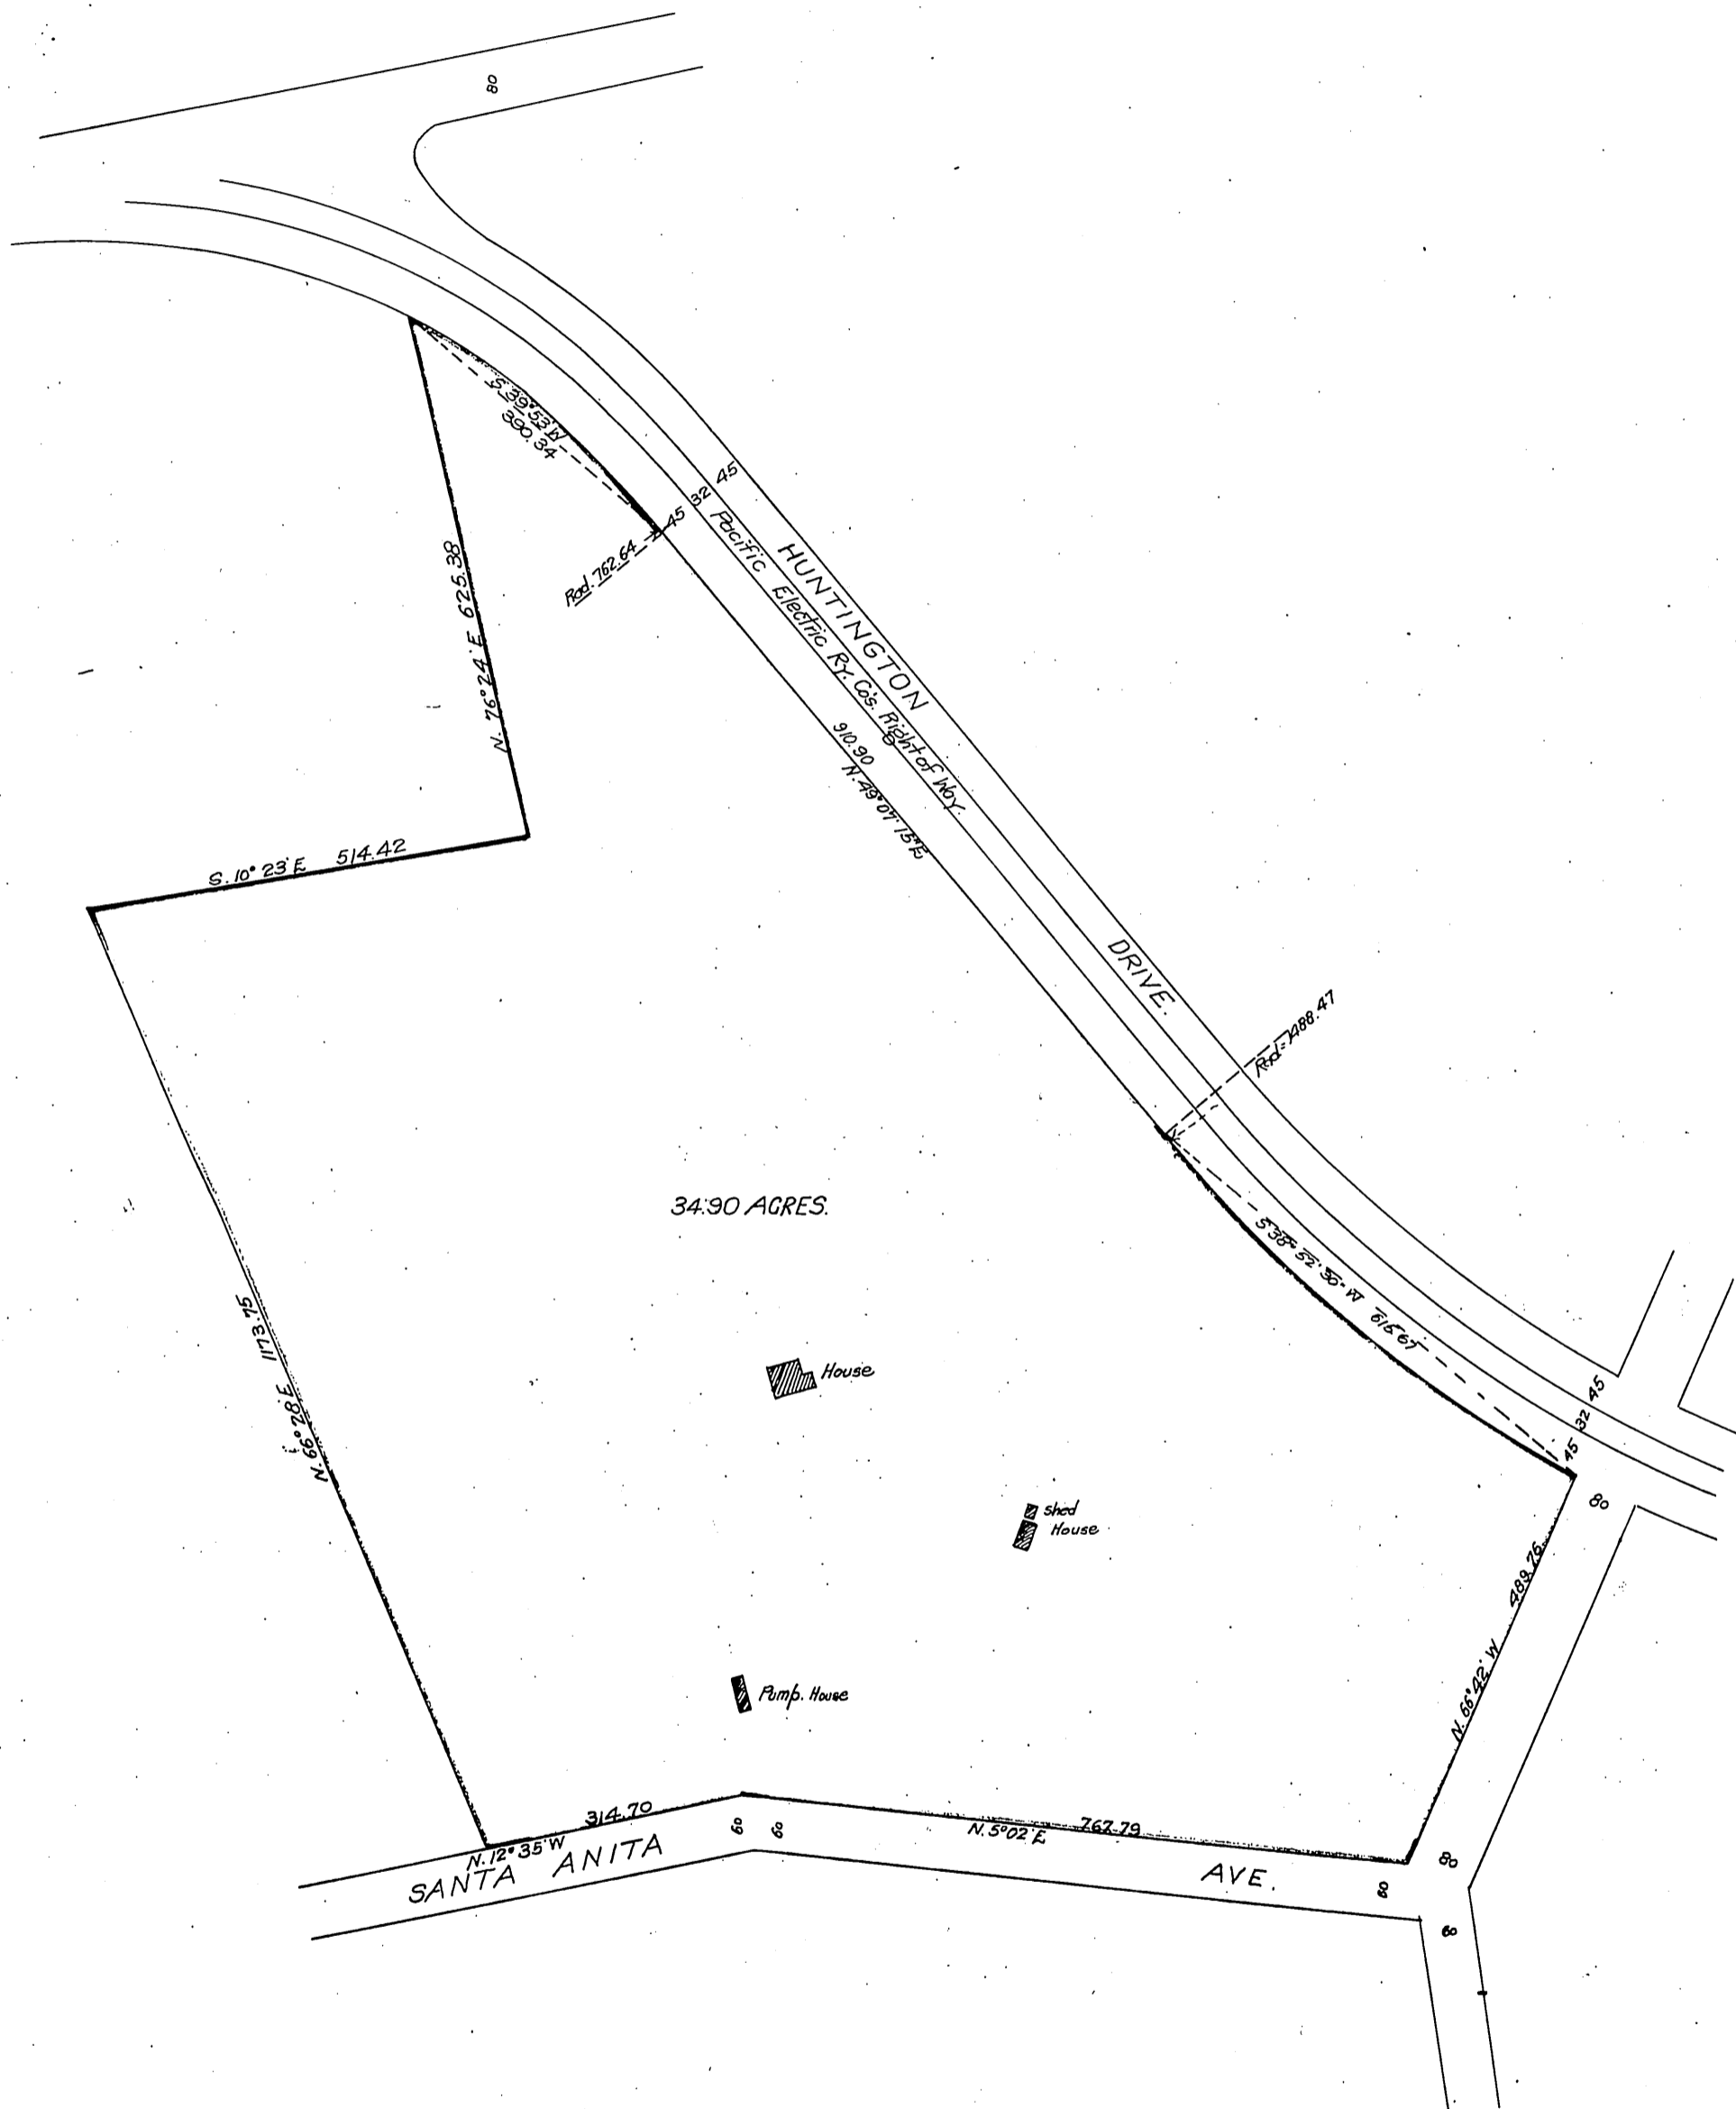 80
S. 39° 53' W
390.34
45
32
45
Rad. 762.64
HUNTINGTON
Pacific Electric Ry. Co's. Right of Way.
N. 76° 24' E 625.38
910.90
N. 49° 07' 15" E
S. 10° 23' E 514.42
DRIVE.
Rad = 1488.47
34.90 ACRES.
S 38° 52' 30" W 616.67
N. 66° 28' E 1173.75
House
45
32
45
80
Shed
House
489.76
N. 66° 42' W
Pump. House
314.70
N. 12° 35' W
60
60
N. 5° 02' E 767.79
SANTA ANITA
AVE.
80
60
60